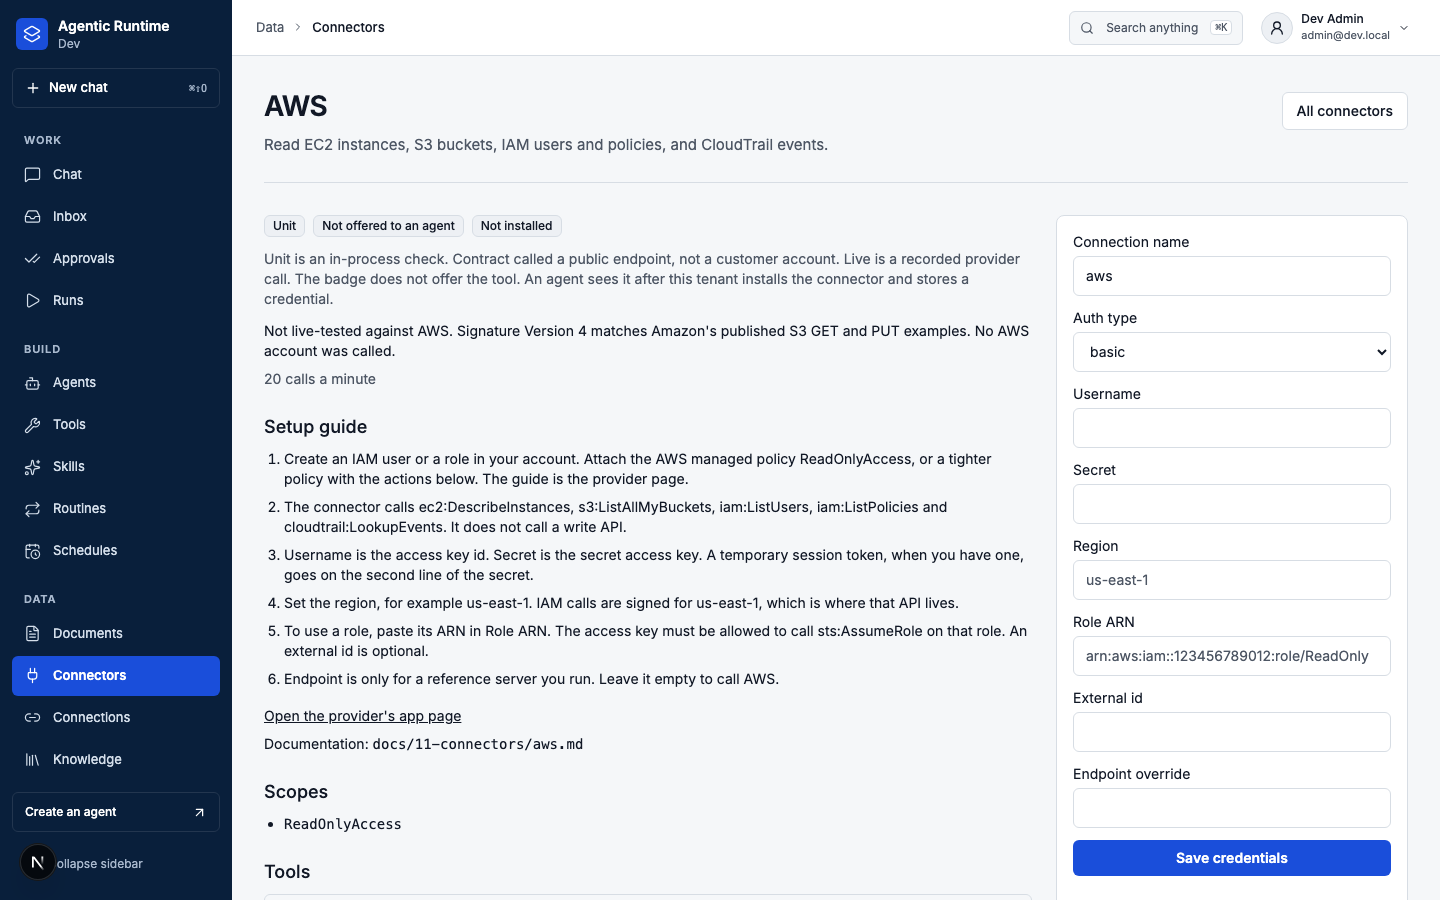 Agentic Runtime
Dev
New chat
⌘⇧O
WORK
Chat
Inbox
Approvals
Runs
BUILD
Agents
Tools
Skills
Routines
Schedules
DATA
Documents
Connectors
Connections
Knowledge
Create an agent
N
ollapse sidebar
Data
Connectors
Search anything
⌘K
Dev Admin
admin@dev.local
AWS
All connectors
Read EC2 instances, S3 buckets, IAM users and policies, and CloudTrail events.
Unit
Not offered to an agent
Not installed
Unit is an in-process check. Contract called a public endpoint, not a customer account. Live is a recorded provider
call. The badge does not offer the tool. An agent sees it after this tenant installs the connector and stores a
credential.
Not live-tested against AWS. Signature Version 4 matches Amazon's published S3 GET and PUT examples. No AWS
account was called.
20 calls a minute
Setup guide
1. Create an IAM user or a role in your account. Attach the AWS managed policy ReadOnlyAccess, or a tighter
policy with the actions below. The guide is the provider page.
2. The connector calls ec2:DescribeInstances, s3:ListAllMyBuckets, iam:ListUsers, iam:ListPolicies and
cloudtrail:LookupEvents. It does not call a write API.
3. Username is the access key id. Secret is the secret access key. A temporary session token, when you have one,
goes on the second line of the secret.
4. Set the region, for example us-east-1. IAM calls are signed for us-east-1, which is where that API lives.
5. To use a role, paste its ARN in Role ARN. The access key must be allowed to call sts:AssumeRole on that role. An
external id is optional.
6. Endpoint is only for a reference server you run. Leave it empty to call AWS.
Open the provider's app page
Documentation: docs/11-connectors/aws.md
Scopes
• ReadOnlyAccess
Tools
Connection name
aws
Auth type
basic
Username
Secret
Region
us-east-1
Role ARN
arn:aws:iam::123456789012:role/ReadOnly
External id
Endpoint override
Save credentials